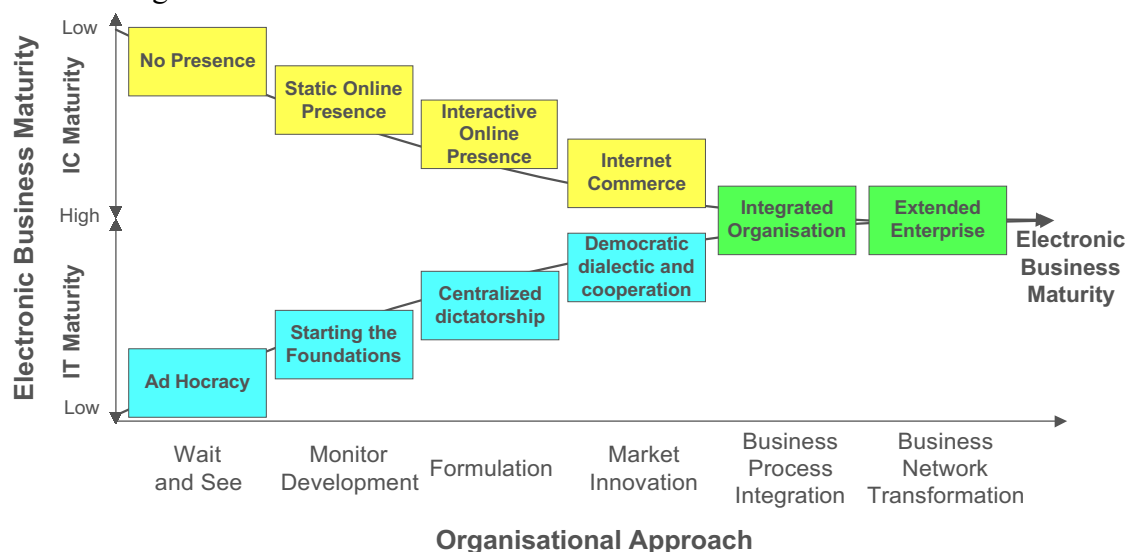 Low
No Presence
Static Online
Presence
Interactive
Online
Presence
Internet
Commerce
Integrated
Organisation
Extended
Enterprise
Electronic
Business
Maturity
Democratic
dialectic and
cooperation
Centralized
dictatorship
Starting the
Foundations
Ad Hocracy
High
Low
Electronic Business Maturity
IC Maturity
IT Maturity
Wait
and See
Monitor
Development
Formulation
Market
Innovation
Business
Process
Integration
Business
Network
Transformation
Organisational Approach